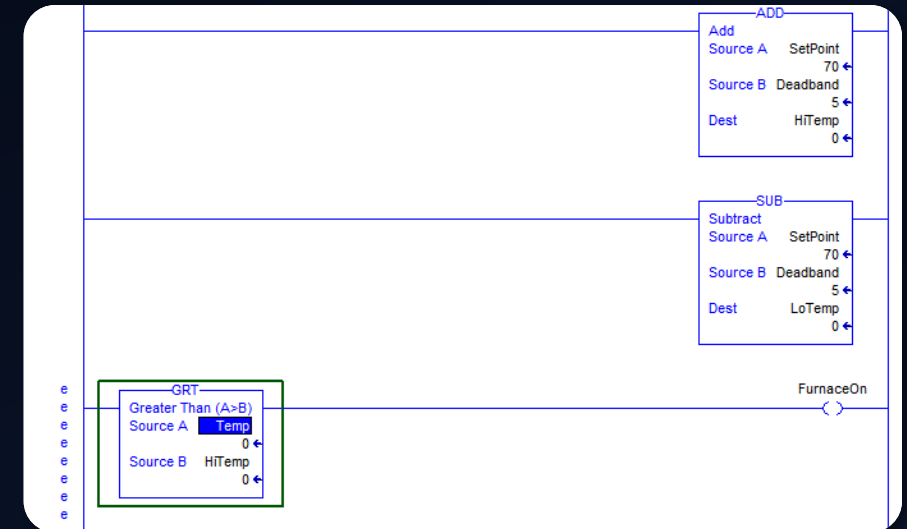 ADD
Add
Source A SetPoint
70
Source B Deadband
5
Dest HiTemp
0
SUB
Subtract
Source A SetPoint
70
Source B Deadband
5
Dest LoTemp
0
e
e
e
e
e
e
e
e
GRT
Greater Than (A>B)
Source A Temp
0
Source B HiTemp
0
FurnaceOn